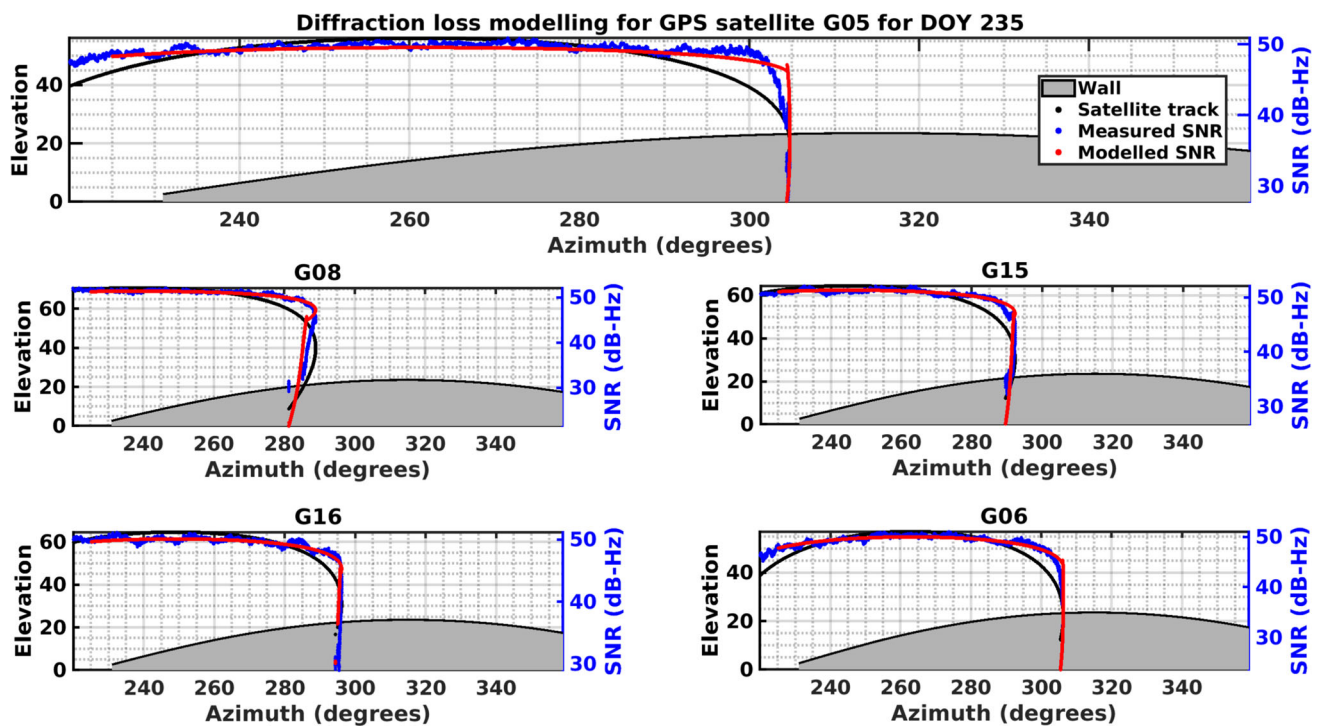 Diffraction loss modelling for GPS satellite G05 for DOY 235
Elevation
40
20
0
50
40
30
SNR (dB-Hz)
Wall
Satellite track
Measured SNR
Modelled SNR
240 260 280 300 320 340
Azimuth (degrees)
G08
Elevation
60
40
20
0
50
40
30
SNR (dB-Hz)
240 260 280 300 320 340
Azimuth (degrees)
G15
Elevation
60
40
20
0
50
40
30
SNR (dB-Hz)
240 260 280 300 320 340
Azimuth (degrees)
G16
Elevation
60
40
20
0
50
40
30
SNR (dB-Hz)
240 260 280 300 320 340
Azimuth (degrees)
G06
Elevation
40
20
0
50
40
30
SNR (dB-Hz)
240 260 280 300 320 340
Azimuth (degrees)